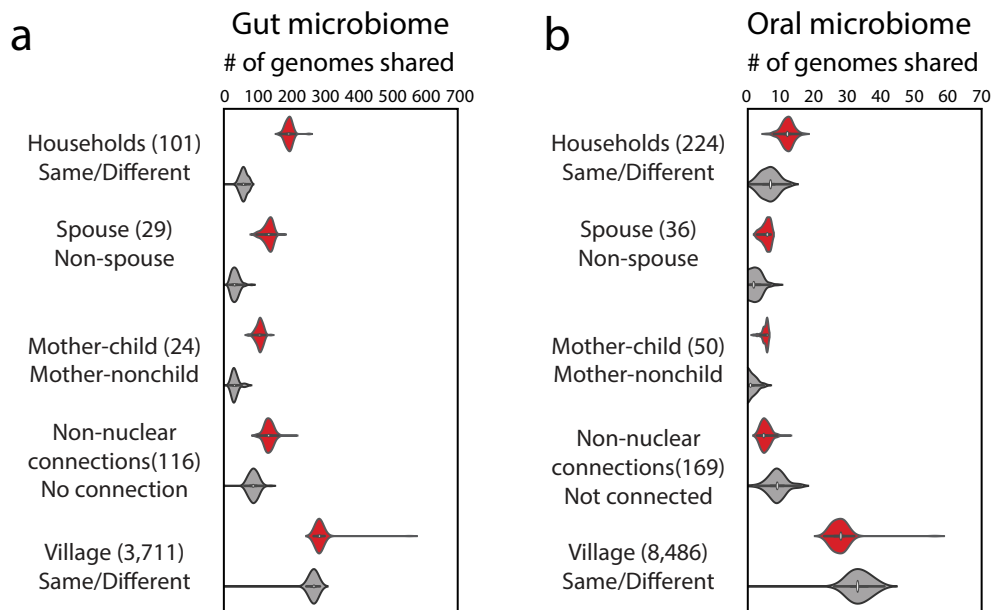 a
Gut microbiome
# of genomes shared
0 100 200 300 400 500 600 700
Households (101)
Same/Different
Spouse (29)
Non-spouse
Mother-child (24)
Mother-nonchild
Non-nuclear
connections(116)
No connection
Village (3,711)
Same/Different
b
Oral microbiome
# of genomes shared
0 10 20 30 40 50 60 70
Households (224)
Same/Different
Spouse (36)
Non-spouse
Mother-child (50)
Mother-nonchild
Non-nuclear
connections(169)
Not connected
Village (8,486)
Same/Different